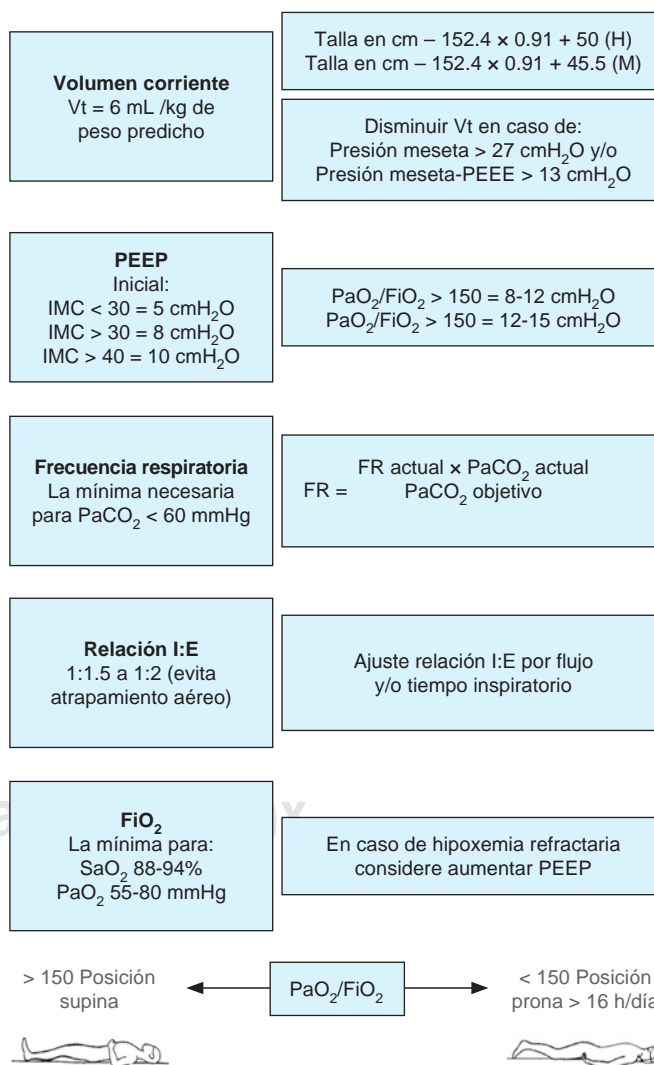 Volumen corriente
Vt = 6 mL /kg de
peso predicho
Talla en cm – 152.4 × 0.91 + 50 (H)
Talla en cm – 152.4 × 0.91 + 45.5 (M)
Disminuir Vt en caso de:
Presión meseta > 27 cmH₂O y/o
Presión meseta-PEEE > 13 cmH₂O
PEEP
Inicial:
IMC < 30 = 5 cmH₂O
IMC > 30 = 8 cmH₂O
IMC > 40 = 10 cmH₂O
PaO₂/FiO₂ > 150 = 8-12 cmH₂O
PaO₂/FiO₂ > 150 = 12-15 cmH₂O
Frecuencia respiratoria
La mínima necesaria
para PaCO₂ < 60 mmHg
FR actual × PaCO₂ actual
FR =
PaCO₂ objetivo
Relación I:E
1:1.5 a 1:2 (evita
atrapamiento aéreo)
Ajuste relación I:E por flujo
y/o tiempo inspiratorio
FiO₂
La mínima para:
SaO₂ 88-94%
PaO₂ 55-80 mmHg
En caso de hipoxemia refractaria
considere aumentar PEEP
> 150 Posición
supina
PaO₂/FiO₂
< 150 Posición
prona > 16 h/día